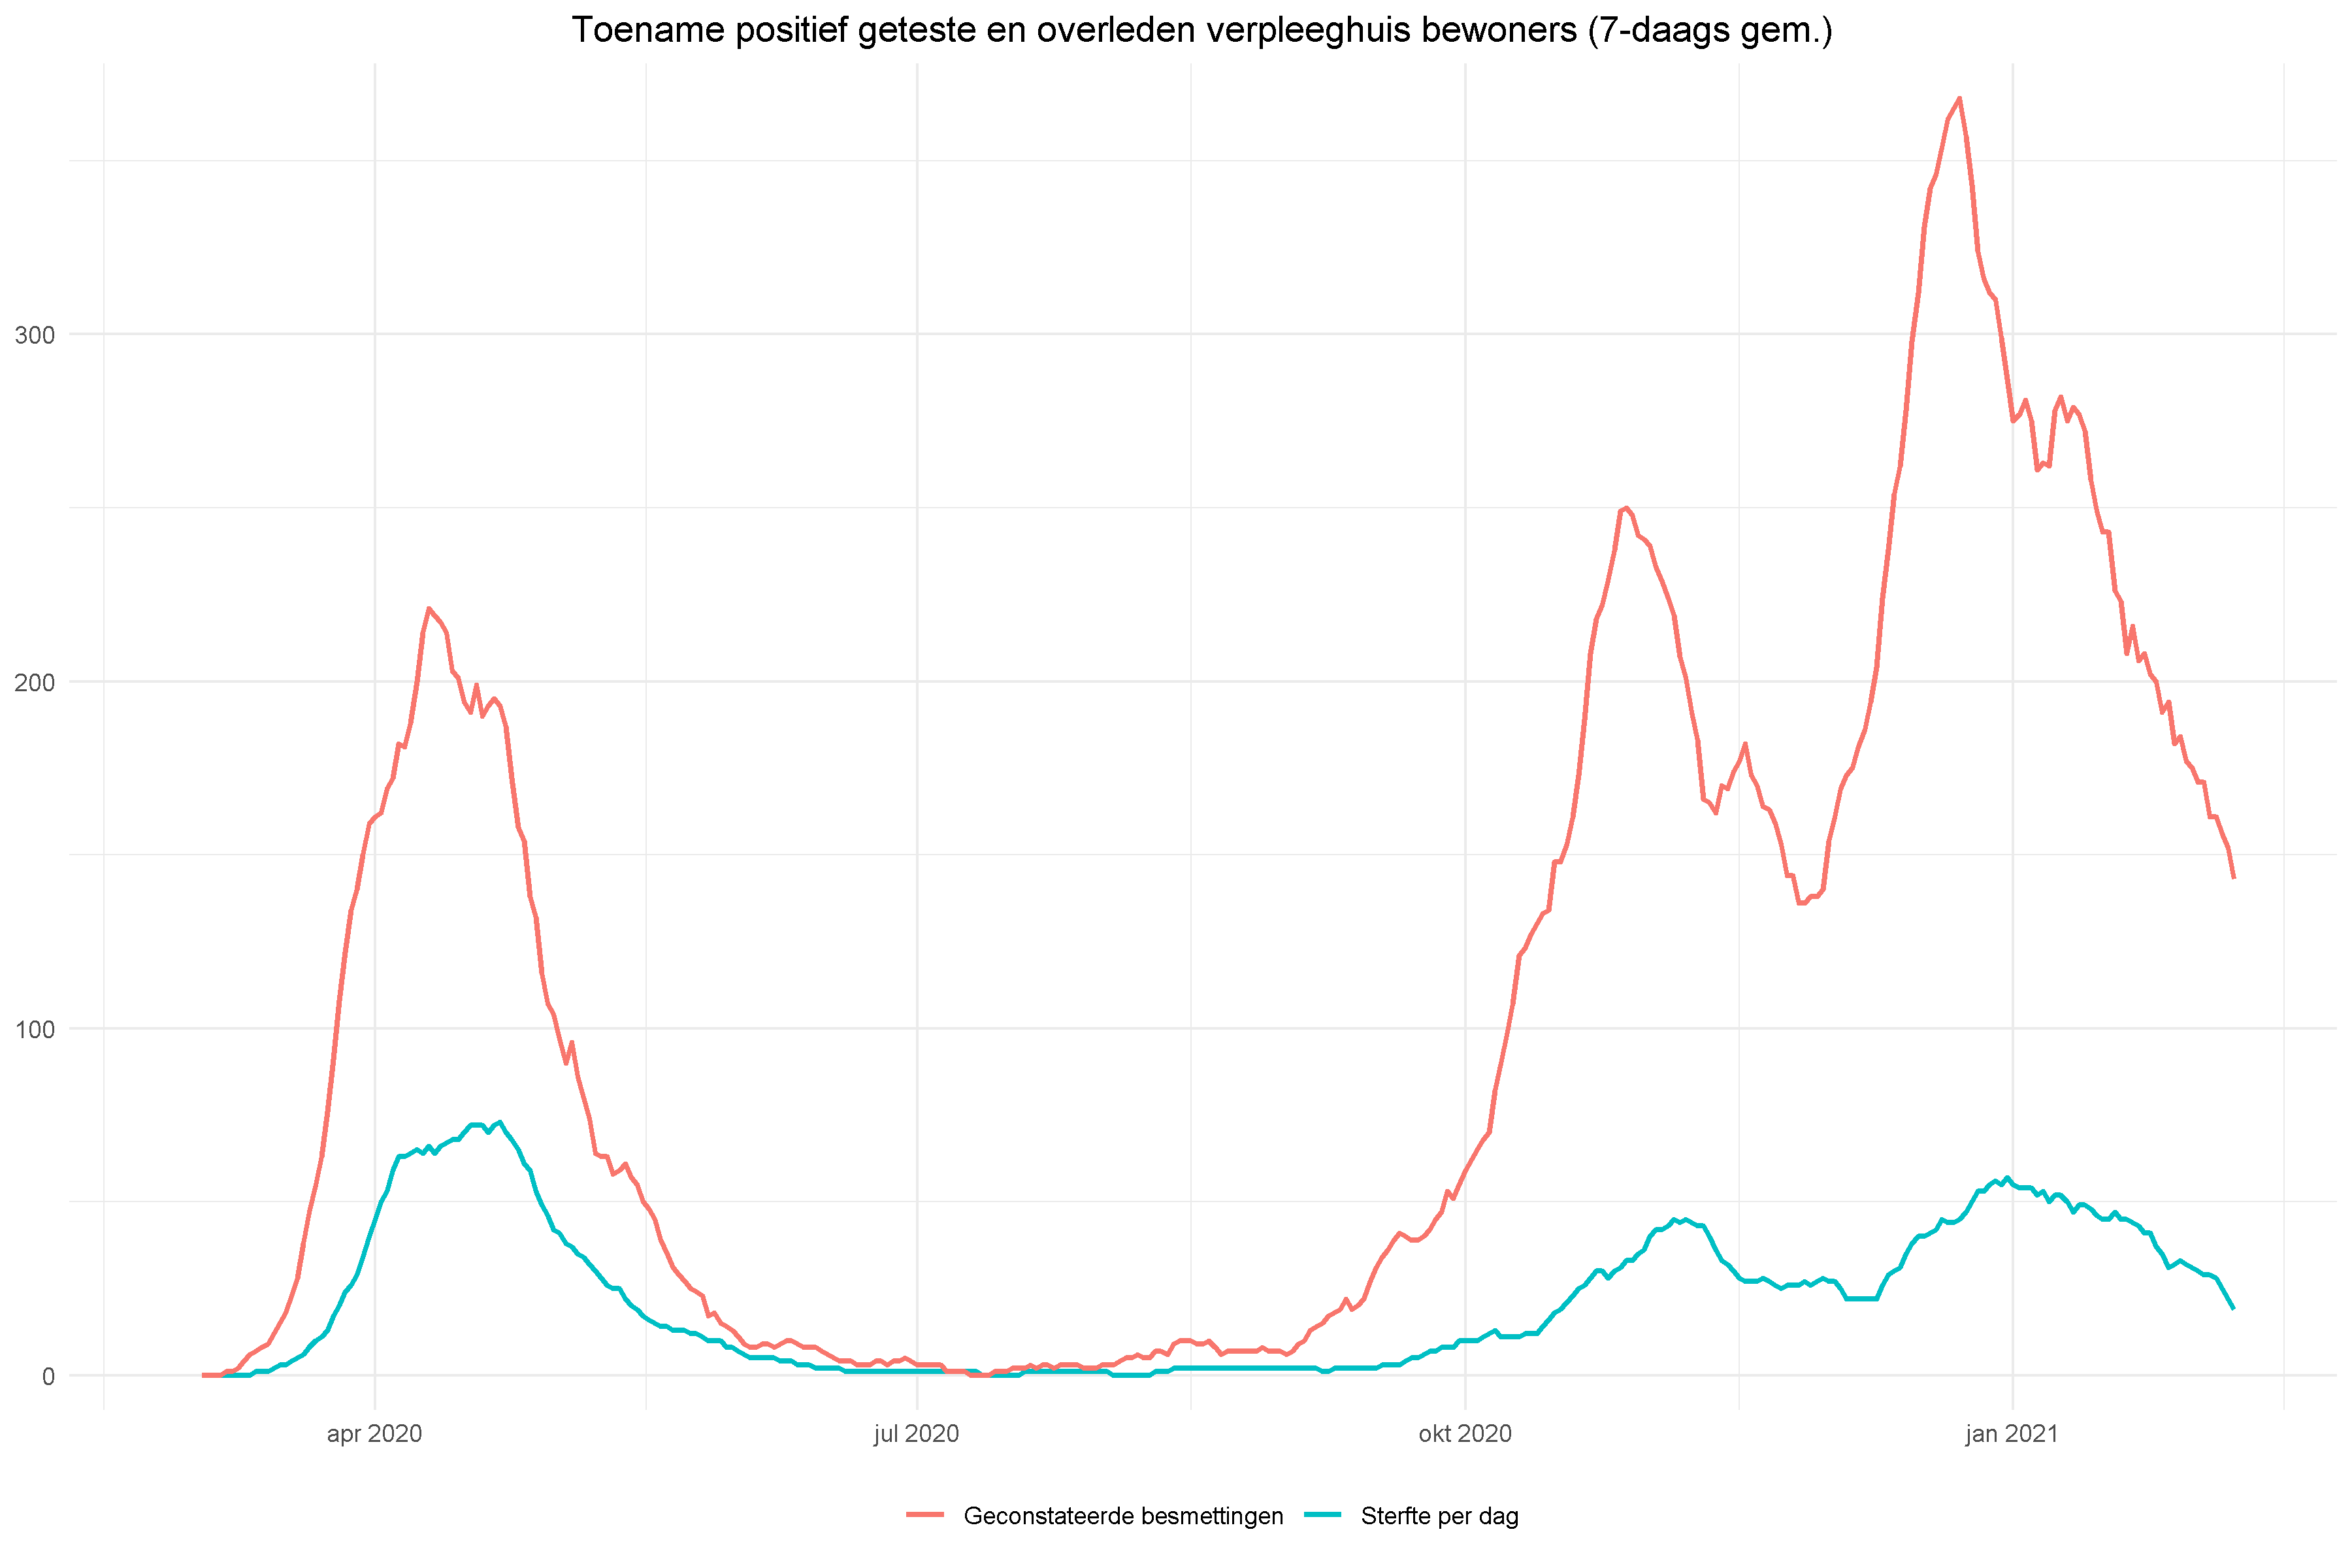 Toename positief geteste en overleden verpleeghuis bewoners (7-daags gem.)
300
200
100
0
apr 2020 jul 2020 okt 2020 jan 2021
Geconstateerde besmettingen Sterfte per dag